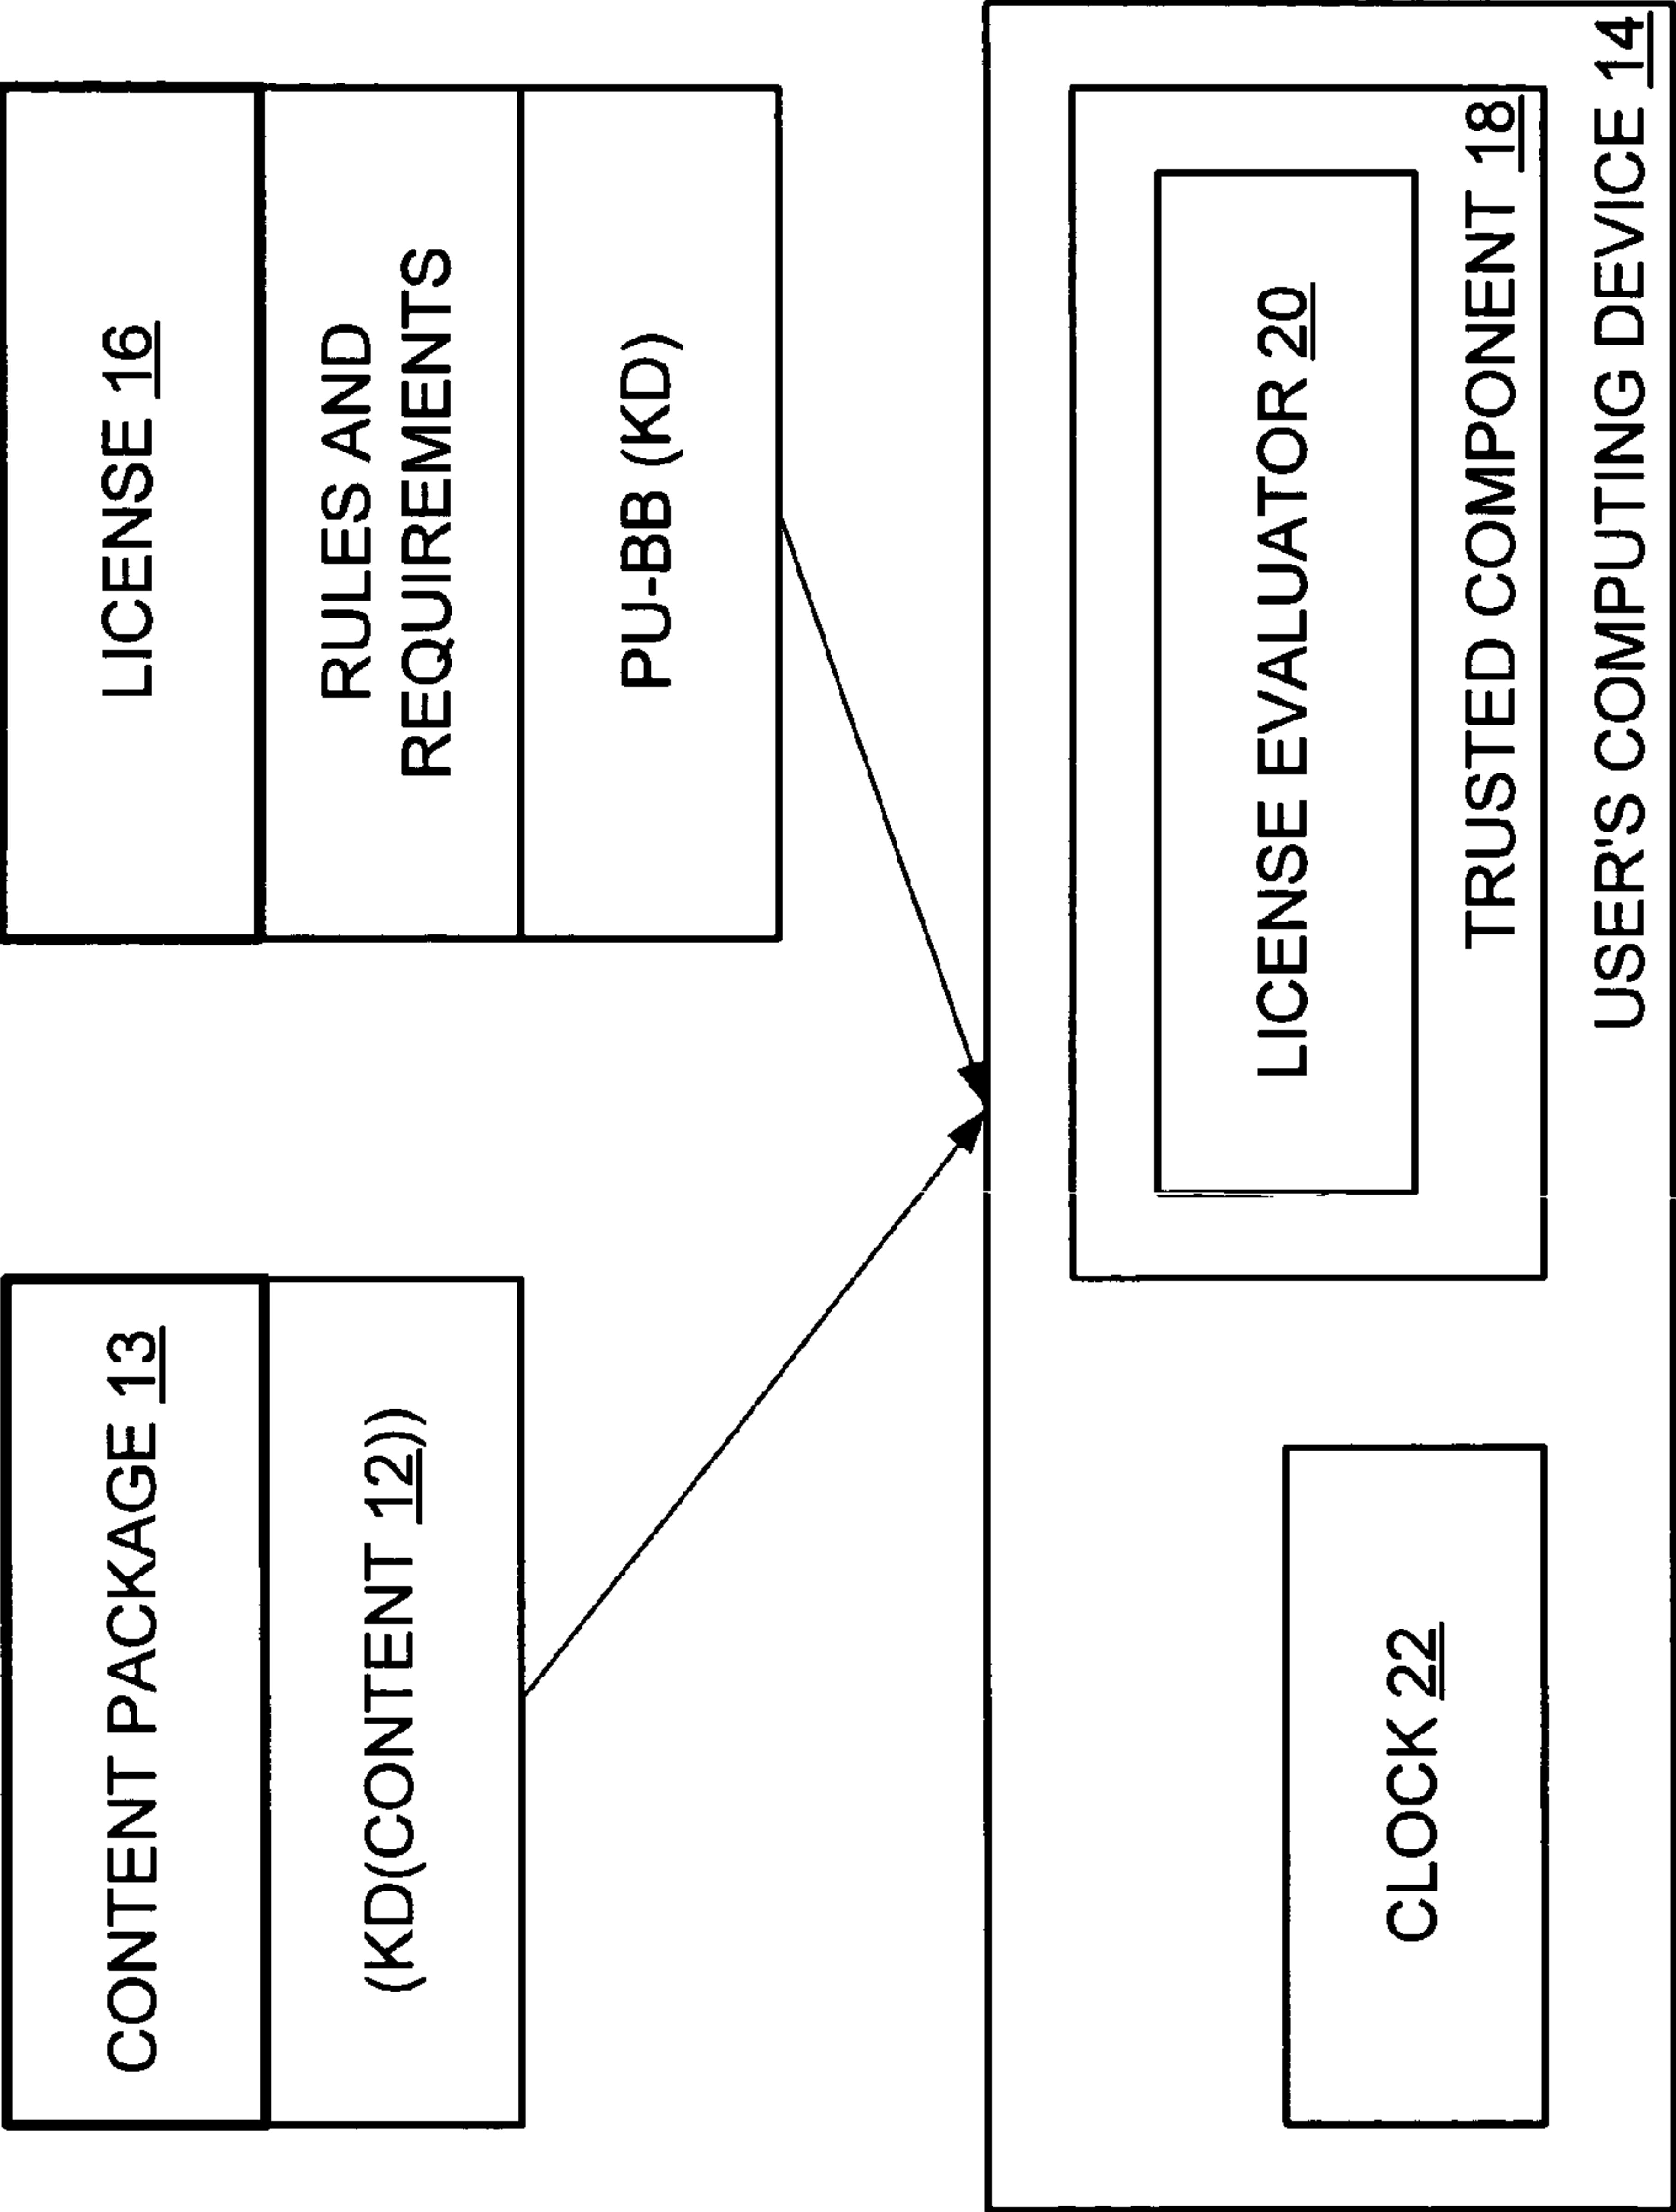 CONTENT PACKAGE 13
(KD(CONTENT 12))
LICENSE 16
RULES AND
REQUIREMENTS
PU-BB (KD)
CLOCK 22
LICENSE EVALUATOR 20
TRUSTED COMPONENT 18
USER'S COMPUTING DEVICE 14